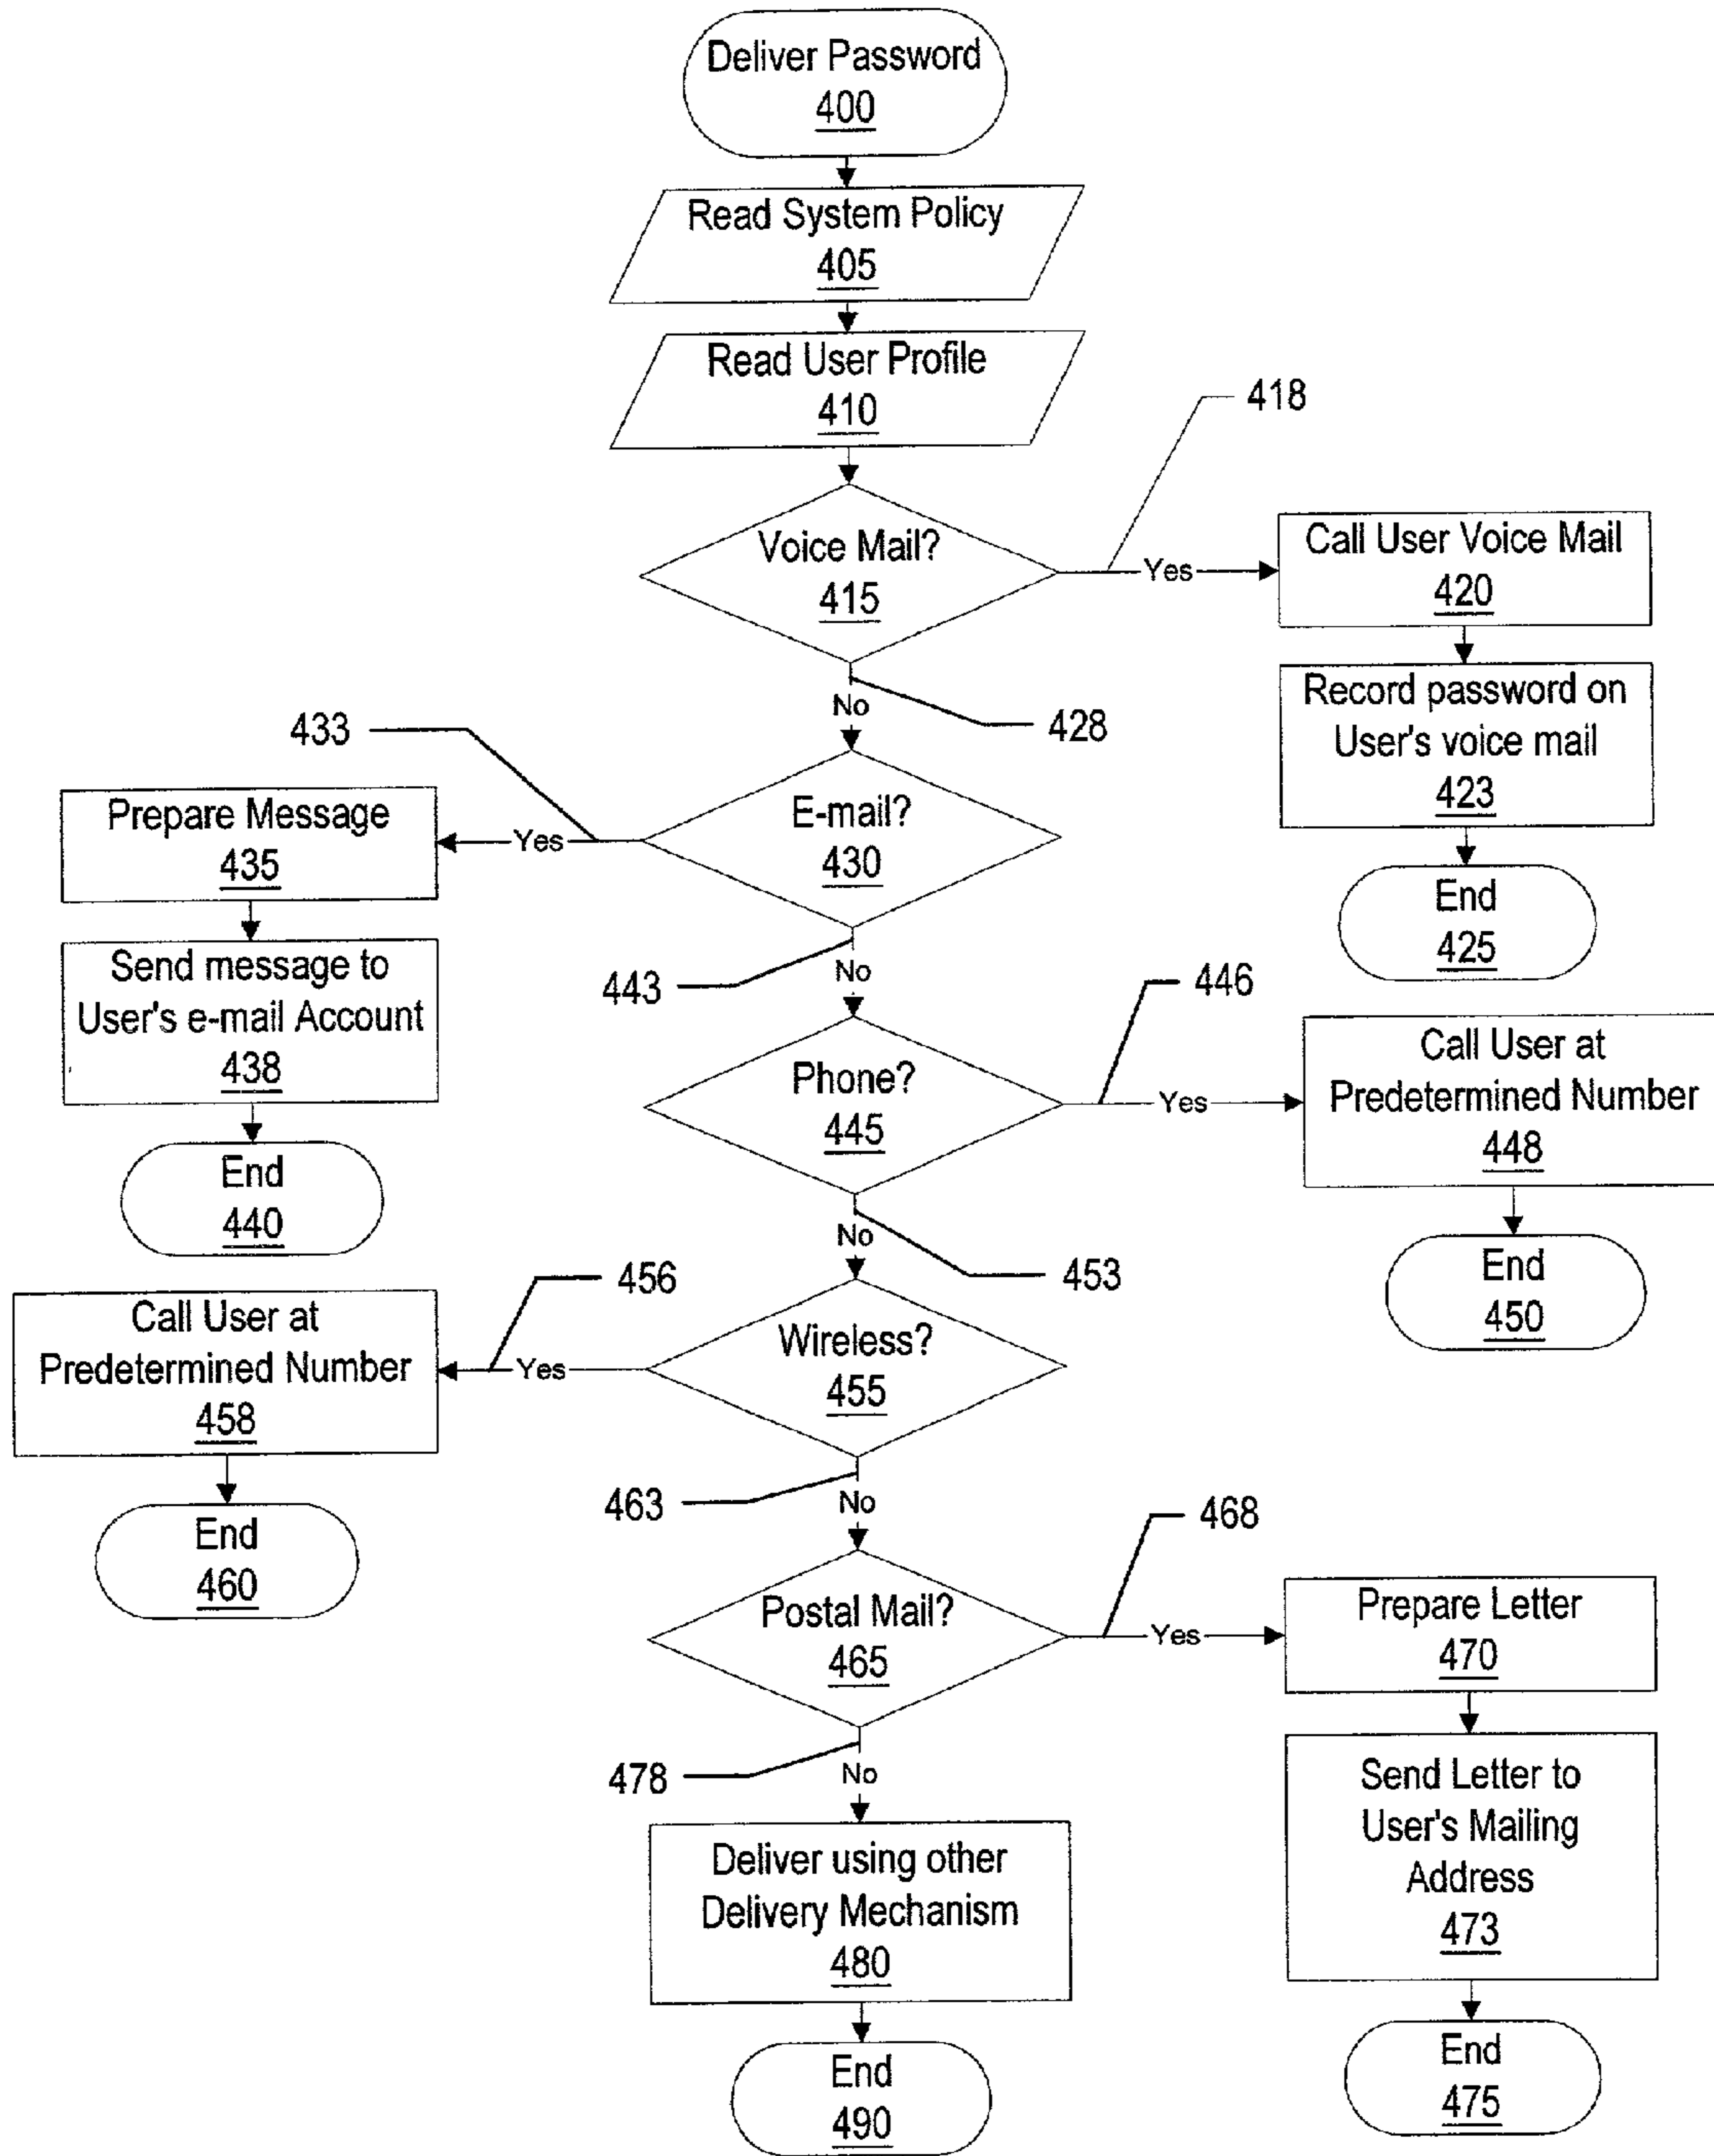 Deliver Password
400
Read System Policy
405
Read User Profile
410
418
Voice Mail?
415
Yes
Call User Voice Mail
420
No
428
Record password on
User's voice mail
423
End
425
433
E-mail?
430
Yes
Prepare Message
435
Send message to
User's e-mail Account
438
End
440
443
No
446
Phone?
445
Yes
Call User at
Predetermined Number
448
End
450
No
453
456
Wireless?
455
Yes
Call User at
Predetermined Number
458
End
460
463
No
468
Postal Mail?
465
Yes
Prepare Letter
470
Send Letter to
User's Mailing
Address
473
End
475
478
No
Deliver using other
Delivery Mechanism
480
End
490